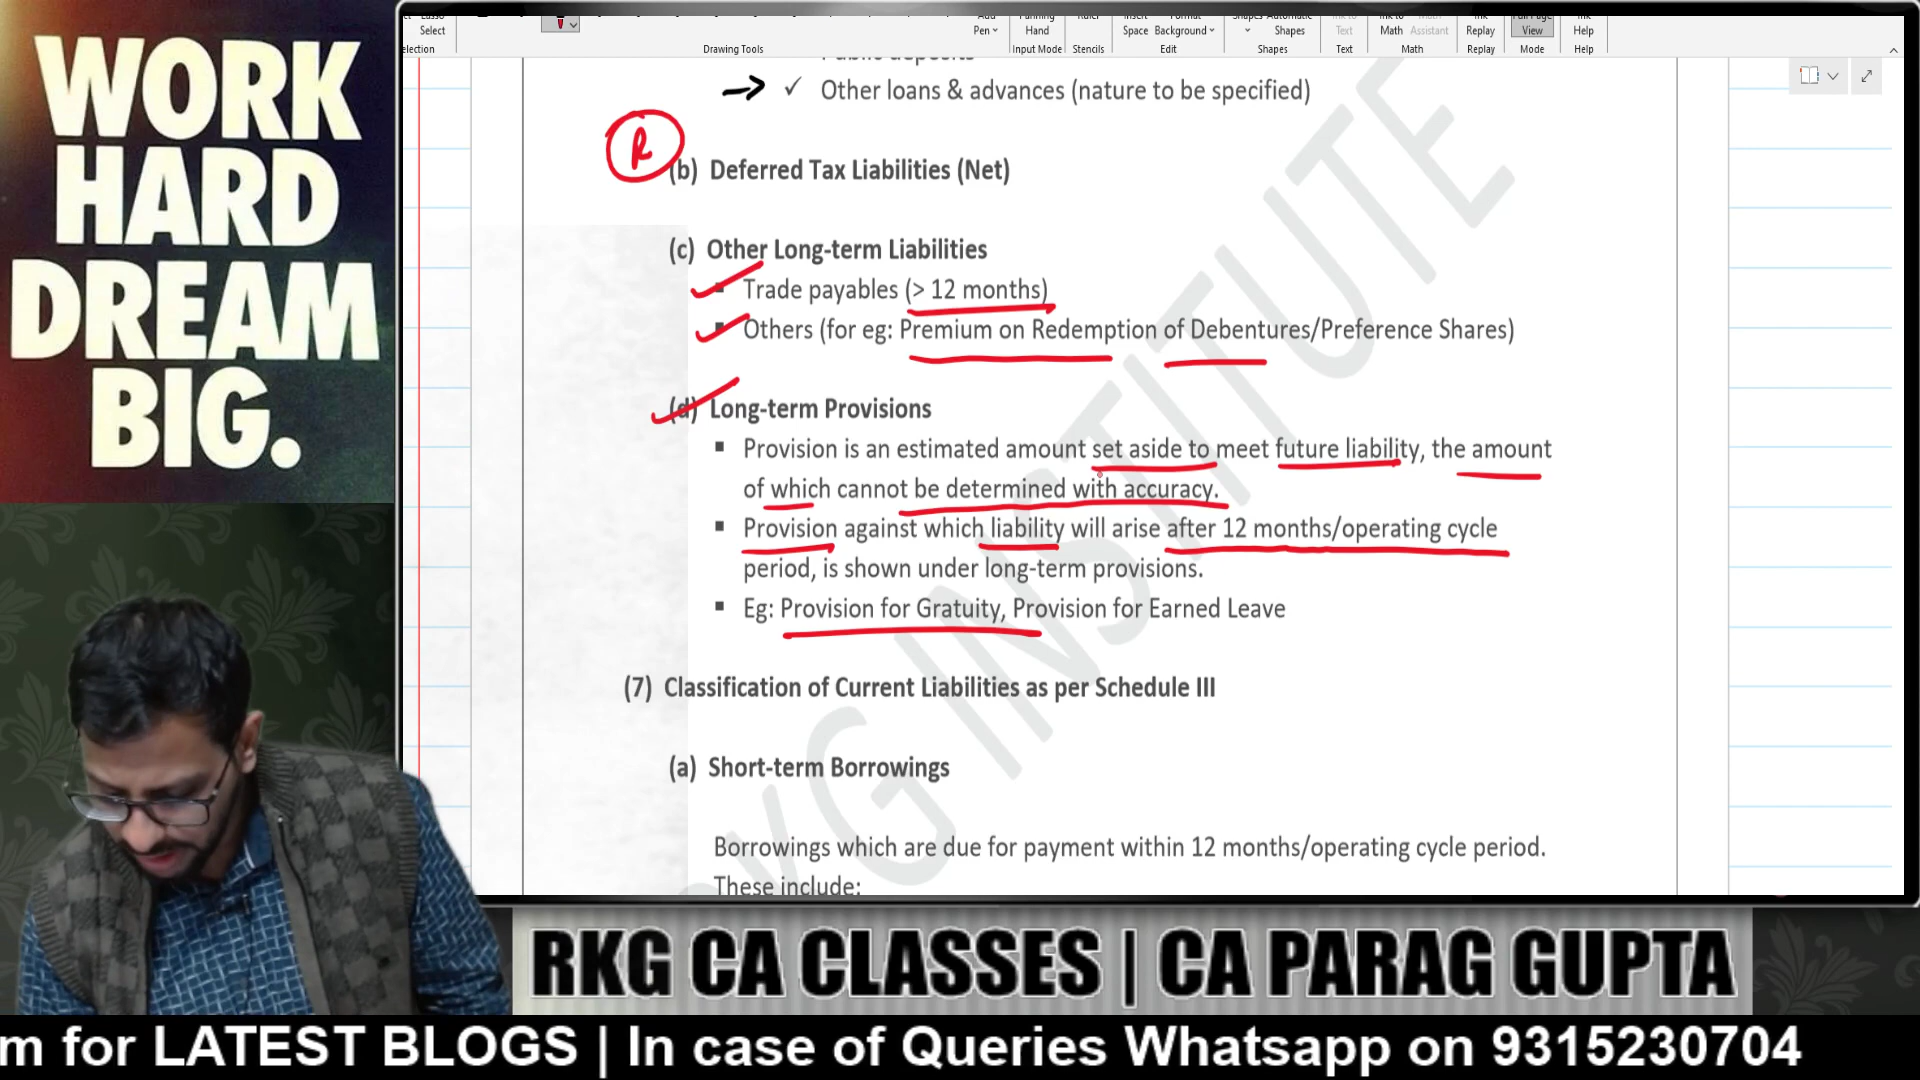 WORK
HARD
DREAM
BIG.
Select
Drawing Tools
Pen
Hand
Input Mode
Stencils
Space
Background
Edit
Shapes
Shapes
Text
Text
Math
Assistant
Math
Replay
Replay
View
Mode
Help
Help
✓ Other loans & advances (nature to be specified)
R
(b) Deferred Tax Liabilities (Net)
(c) Other Long-term Liabilities
▪ Trade payables (> 12 months)
▪ Others (for eg: Premium on Redemption of Debentures/Preference Shares)
(d) Long-term Provisions
▪ Provision is an estimated amount set aside to meet future liability, the amount
of which cannot be determined with accuracy.
▪ Provision against which liability will arise after 12 months/operating cycle
period, is shown under long-term provisions.
▪ Eg: Provision for Gratuity, Provision for Earned Leave
(7) Classification of Current Liabilities as per Schedule III
(a) Short-term Borrowings
Borrowings which are due for payment within 12 months/operating cycle period.
These include:
RKG INSTITUTE
RKG CA CLASSES | CA PARAG GUPTA
m for LATEST BLOGS | In case of Queries Whatsapp on 9315230704